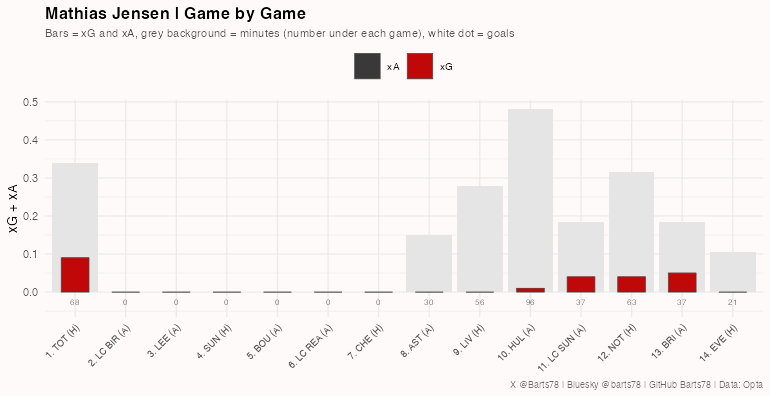 Mathias Jensen | Game by Game
Bars = xG and xA, grey background = minutes (number under each game), white dot = goals
xA xG
xG + xA
0.5
0.4
0.3
0.2
0.1
0.0
68 0 0 0 0 0 0 30 56 96 37 63 37 21
1. TOT (H)
2. LC BIR (A)
3. LEE (A)
4. SUN (H)
5. BOU (A)
6. LC REA (A)
7. CHE (H)
8. AST (A)
9. LIV (H)
10. HUL (A)
11. LC SUN (A)
12. NOT (H)
13. BRI (A)
14. EVE (H)
X @Barts78 | Bluesky @barts78 | GitHub Barts78 | Data: Opta